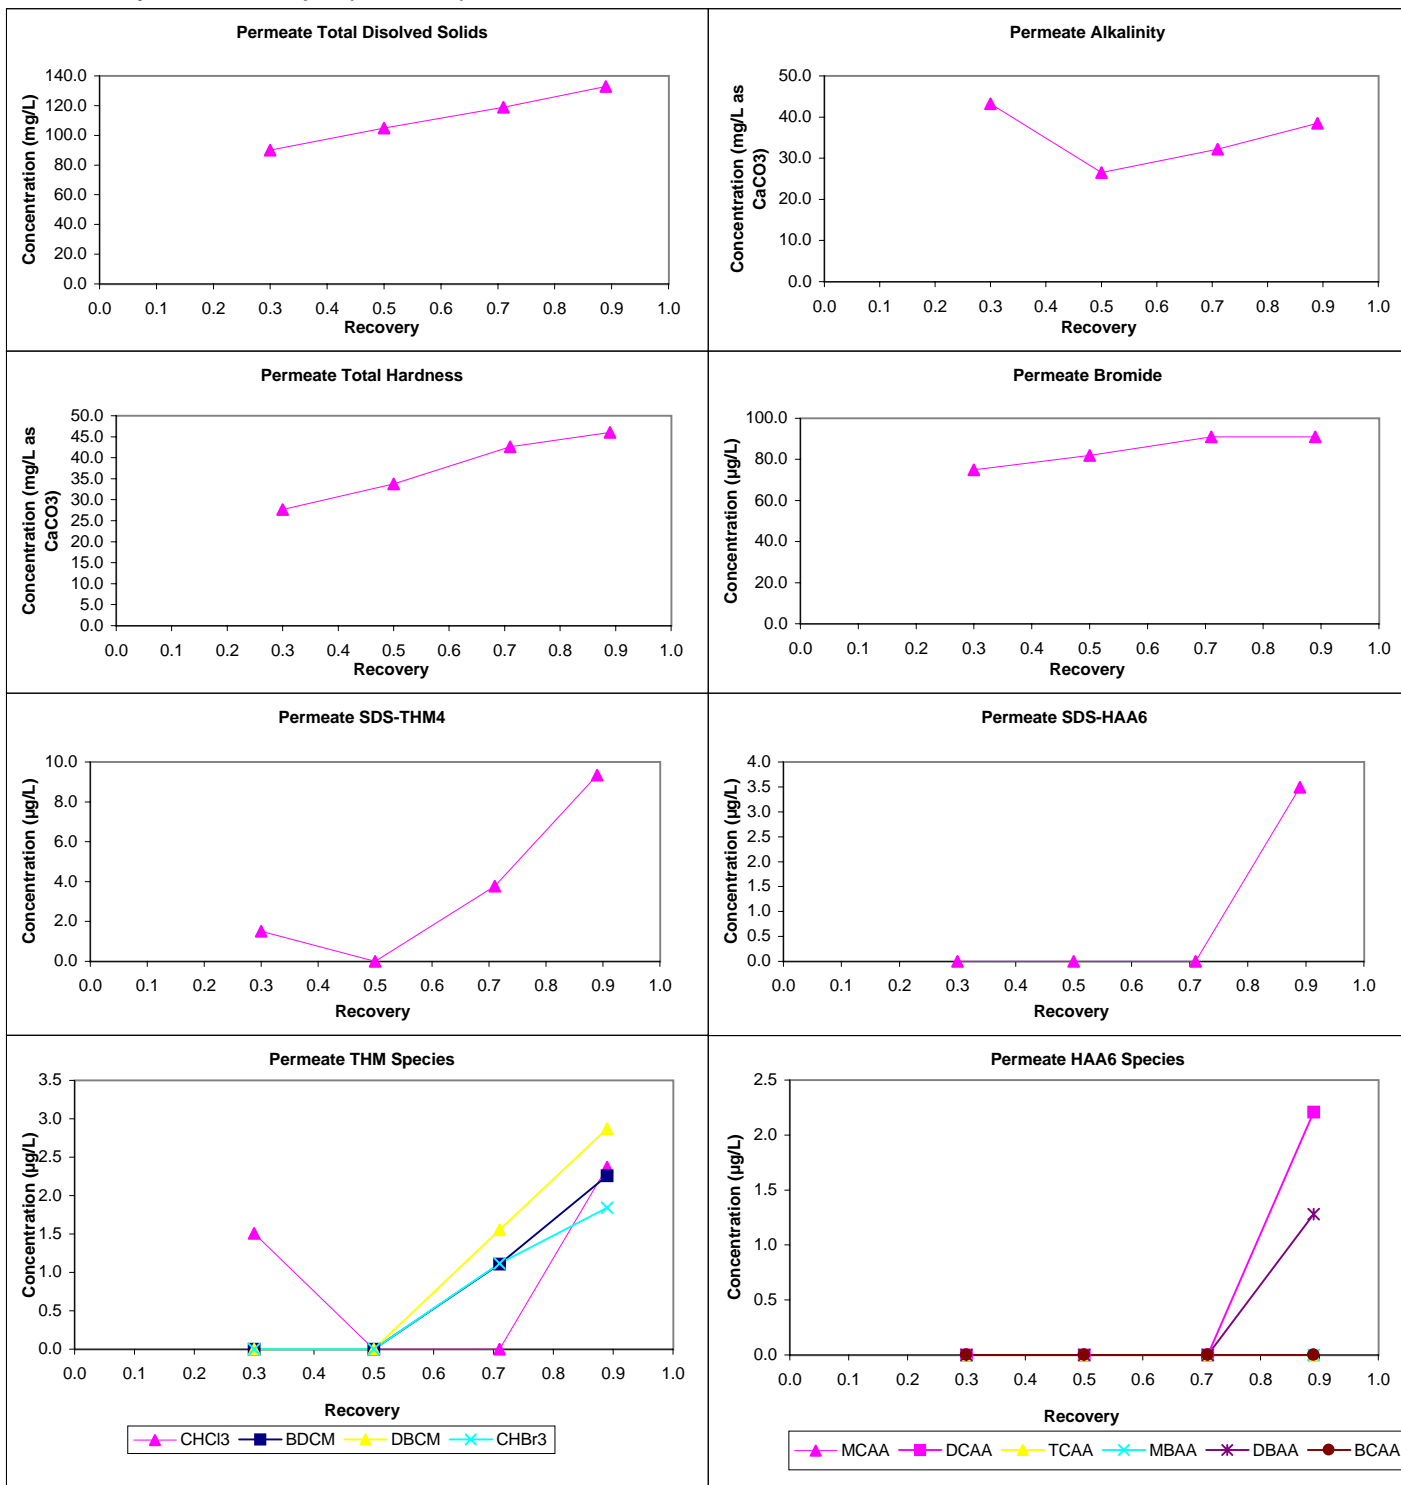 Permeate Total Disolved Solids
Concentration (mg/L)
140.0
120.0
100.0
80.0
60.0
40.0
20.0
0.0
0.0 0.1 0.2 0.3 0.4 0.5 0.6 0.7 0.8 0.9 1.0
Recovery
Permeate Alkalinity
Concentration (mg/L as
CaCO3)
50.0
40.0
30.0
20.0
10.0
0.0
0.0 0.1 0.2 0.3 0.4 0.5 0.6 0.7 0.8 0.9 1.0
Recovery
Permeate Total Hardness
Concentration (mg/L as
CaCO3)
50.0
45.0
40.0
35.0
30.0
25.0
20.0
15.0
10.0
5.0
0.0
0.0 0.1 0.2 0.3 0.4 0.5 0.6 0.7 0.8 0.9 1.0
Recovery
Permeate Bromide
Concentration (µg/L)
100.0
80.0
60.0
40.0
20.0
0.0
0.0 0.1 0.2 0.3 0.4 0.5 0.6 0.7 0.8 0.9 1.0
Recovery
Permeate SDS-THM4
Concentration (µg/L)
10.0
8.0
6.0
4.0
2.0
0.0
0.0 0.1 0.2 0.3 0.4 0.5 0.6 0.7 0.8 0.9 1.0
Recovery
Permeate SDS-HAA6
Concentration (µg/L)
4.0
3.5
3.0
2.5
2.0
1.5
1.0
0.5
0.0
0.0 0.1 0.2 0.3 0.4 0.5 0.6 0.7 0.8 0.9 1.0
Recovery
Permeate THM Species
Concentration (µg/L)
3.5
3.0
2.5
2.0
1.5
1.0
0.5
0.0
0.0 0.1 0.2 0.3 0.4 0.5 0.6 0.7 0.8 0.9 1.0
Recovery
CHCl3 BDCM DBCM CHBr3
Permeate HAA6 Species
Concentration (µg/L)
2.5
2.0
1.5
1.0
0.5
0.0
0.0 0.1 0.2 0.3 0.4 0.5 0.6 0.7 0.8 0.9 1.0
Recovery
MCAA DCAA TCAA MBAA DBAA BCAA